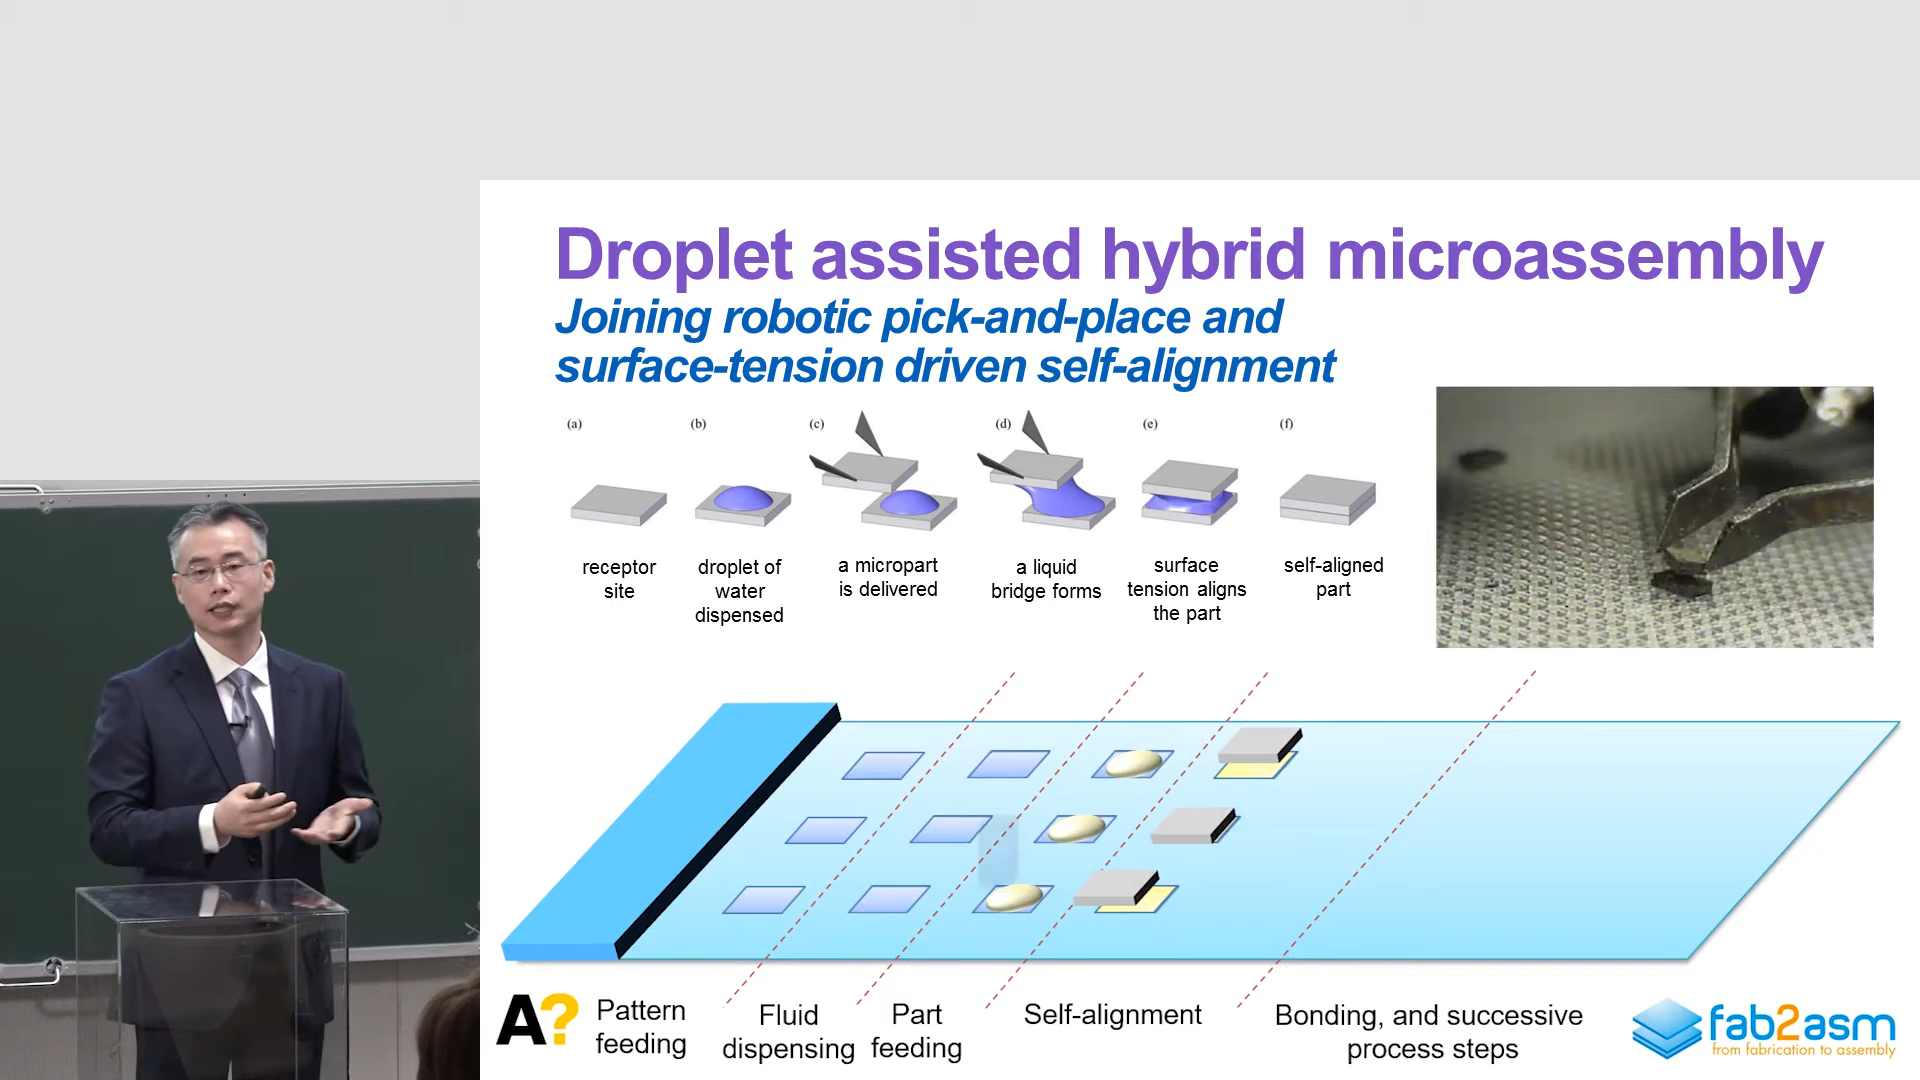 Droplet assisted hybrid microassembly
Joining robotic pick-and-place and
surface-tension driven self-alignment
(a)
(b)
(c)
(d)
(e)
(f)
receptor
site
droplet of
water
dispensed
a micropart
is delivered
a liquid
bridge forms
surface
tension aligns
the part
self-aligned
part
A?
Pattern
feeding
Fluid
dispensing
Part
feeding
Self-alignment
Bonding, and successive
process steps
fab2asm
from fabrication to assembly